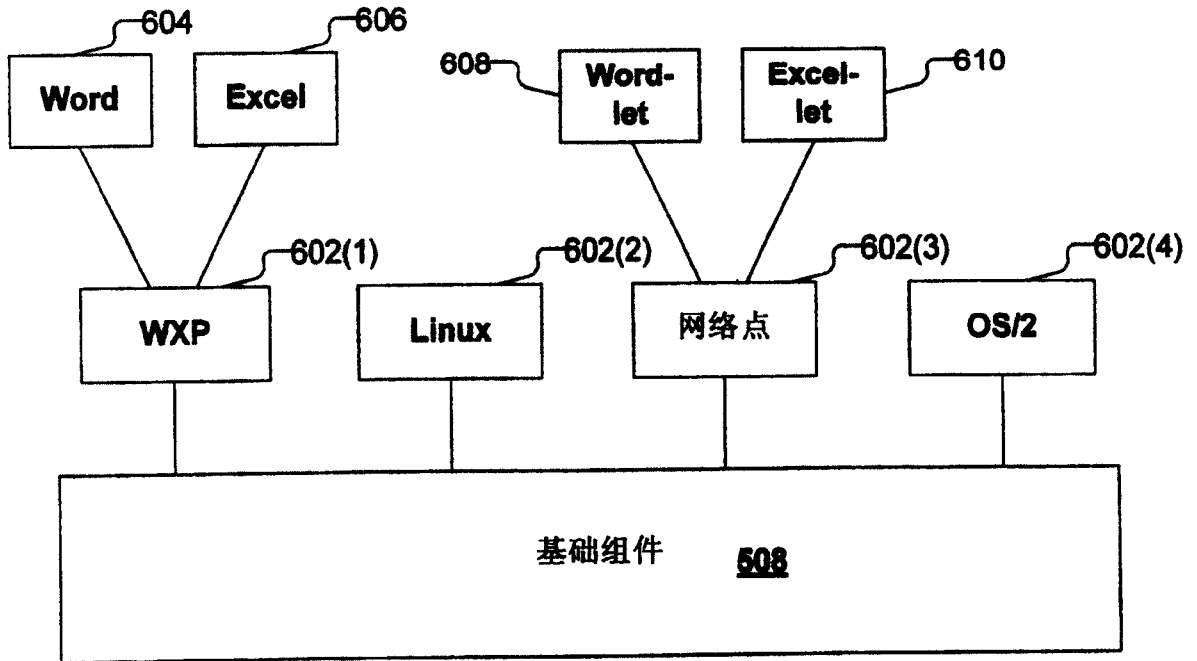 604
606
608
610
Word
Excel
Word-
let
Excel-
let
602(1)
602(2)
602(3)
602(4)
WXP
Linux
网络点
OS/2
基础组件 508